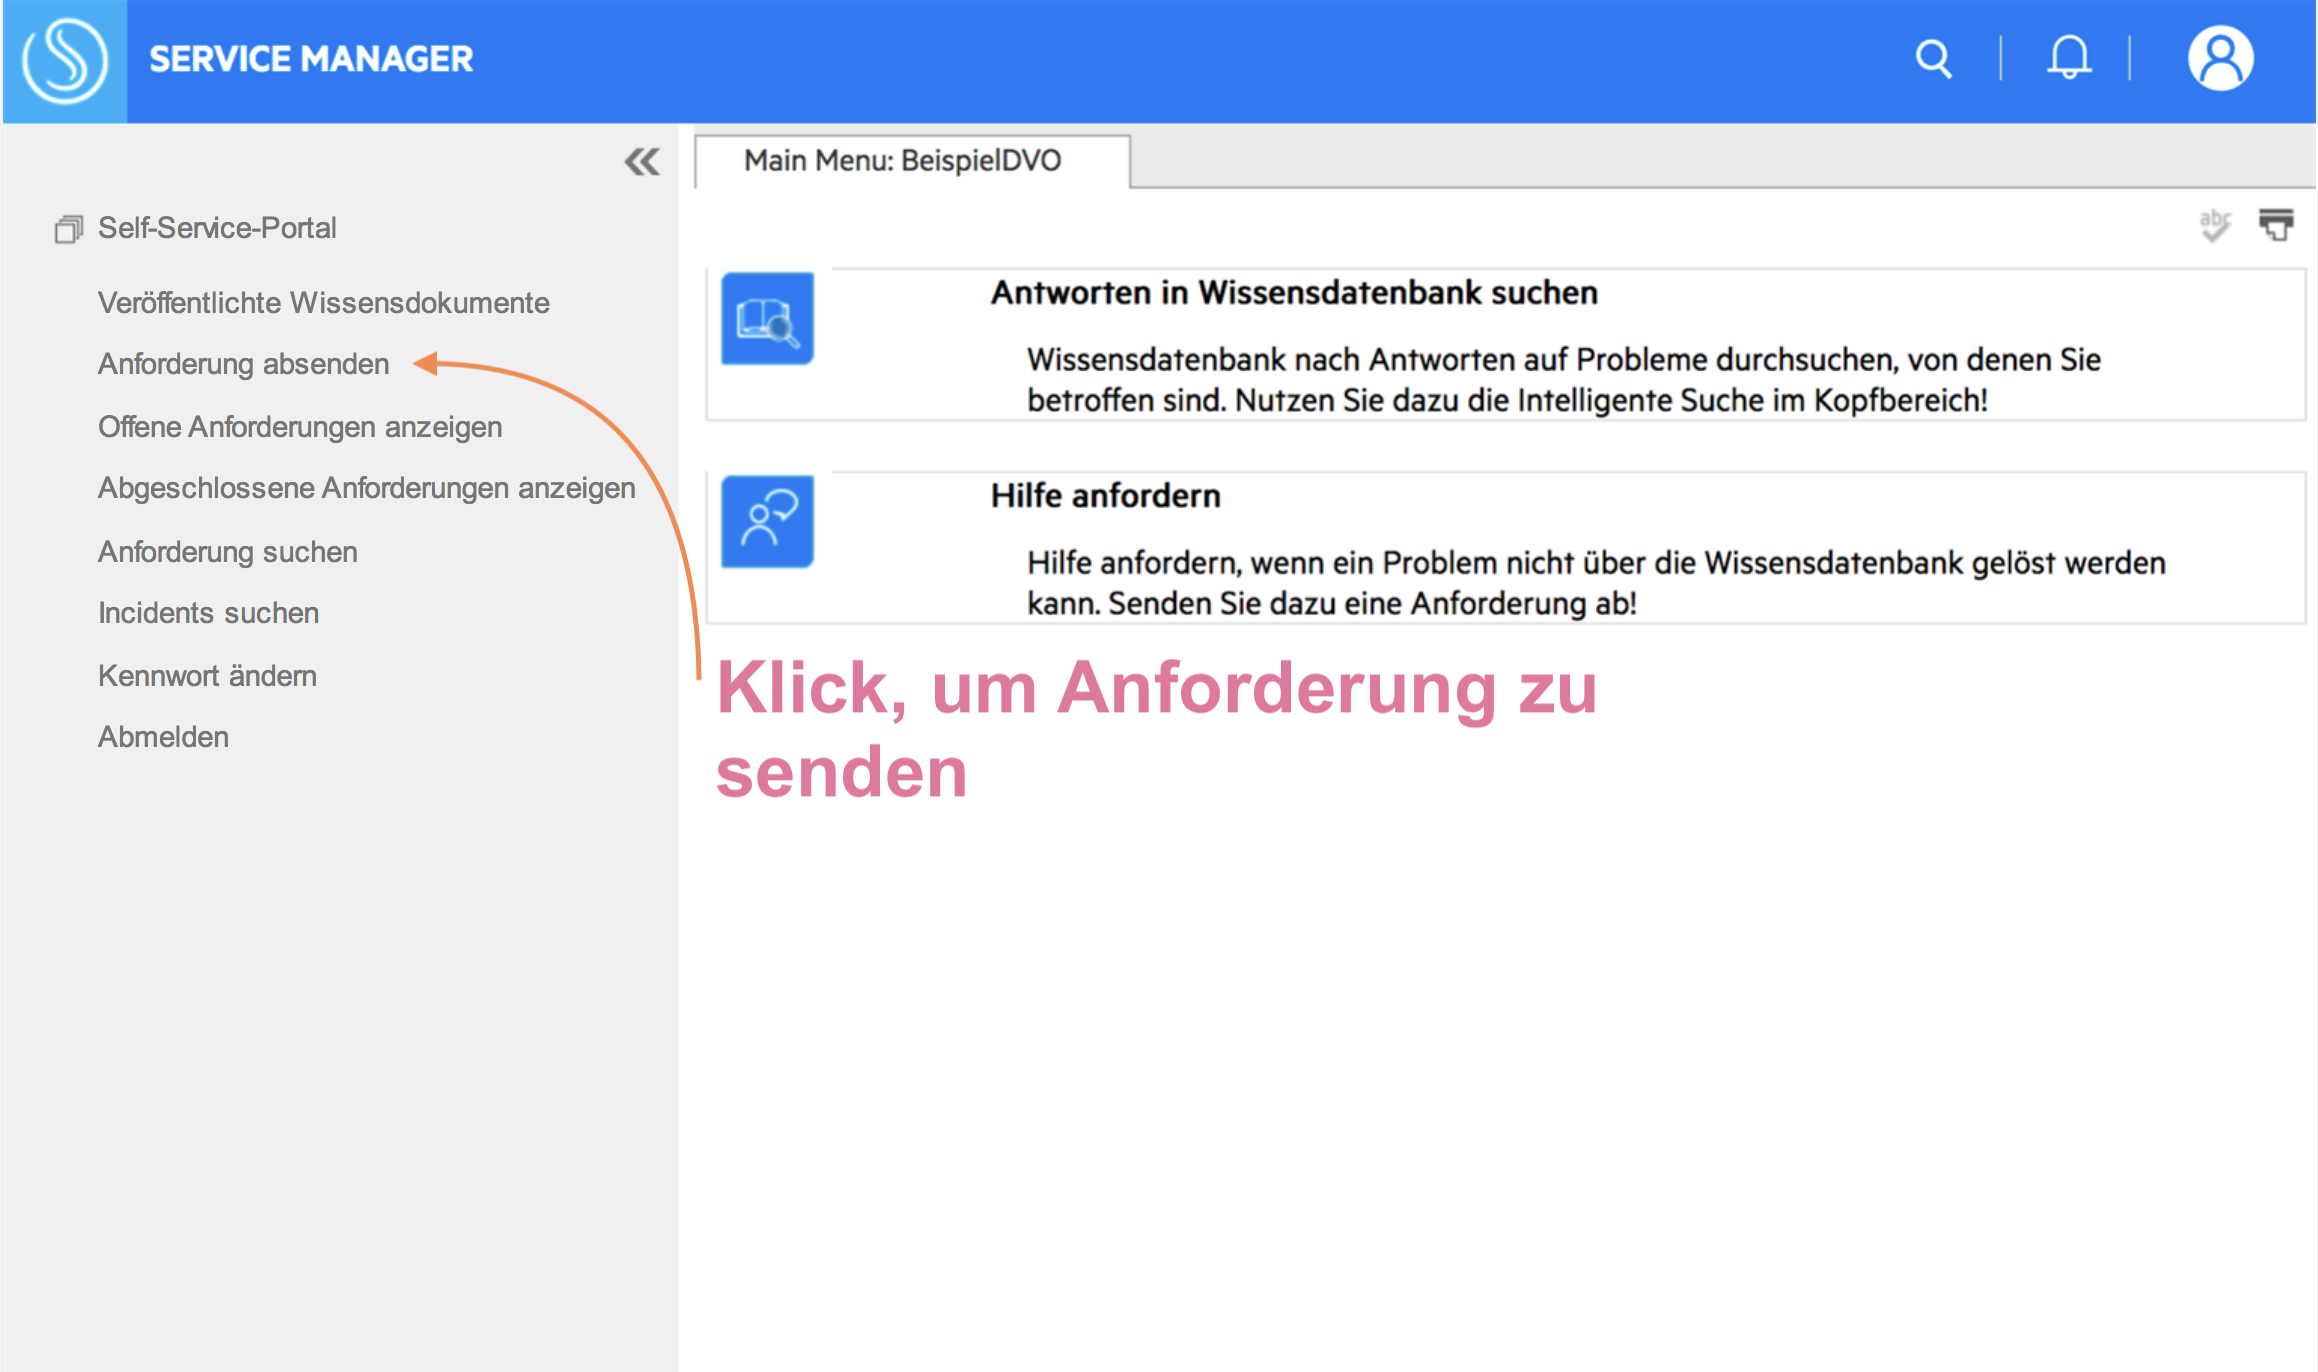 SERVICE MANAGER
Main Menu: BeispielDVO
Self-Service-Portal
Veröffentlichte Wissensdokumente
Anforderung absenden
Offene Anforderungen anzeigen
Abgeschlossene Anforderungen anzeigen
Anforderung suchen
Incidents suchen
Kennwort ändern
Abmelden
abc
Antworten in Wissensdatenbank suchen
Wissensdatenbank nach Antworten auf Probleme durchsuchen, von denen Sie
betroffen sind. Nutzen Sie dazu die Intelligente Suche im Kopfbereich!
Hilfe anfordern
Hilfe anfordern, wenn ein Problem nicht über die Wissensdatenbank gelöst werden
kann. Senden Sie dazu eine Anforderung ab!
Klick, um Anforderung zu
senden